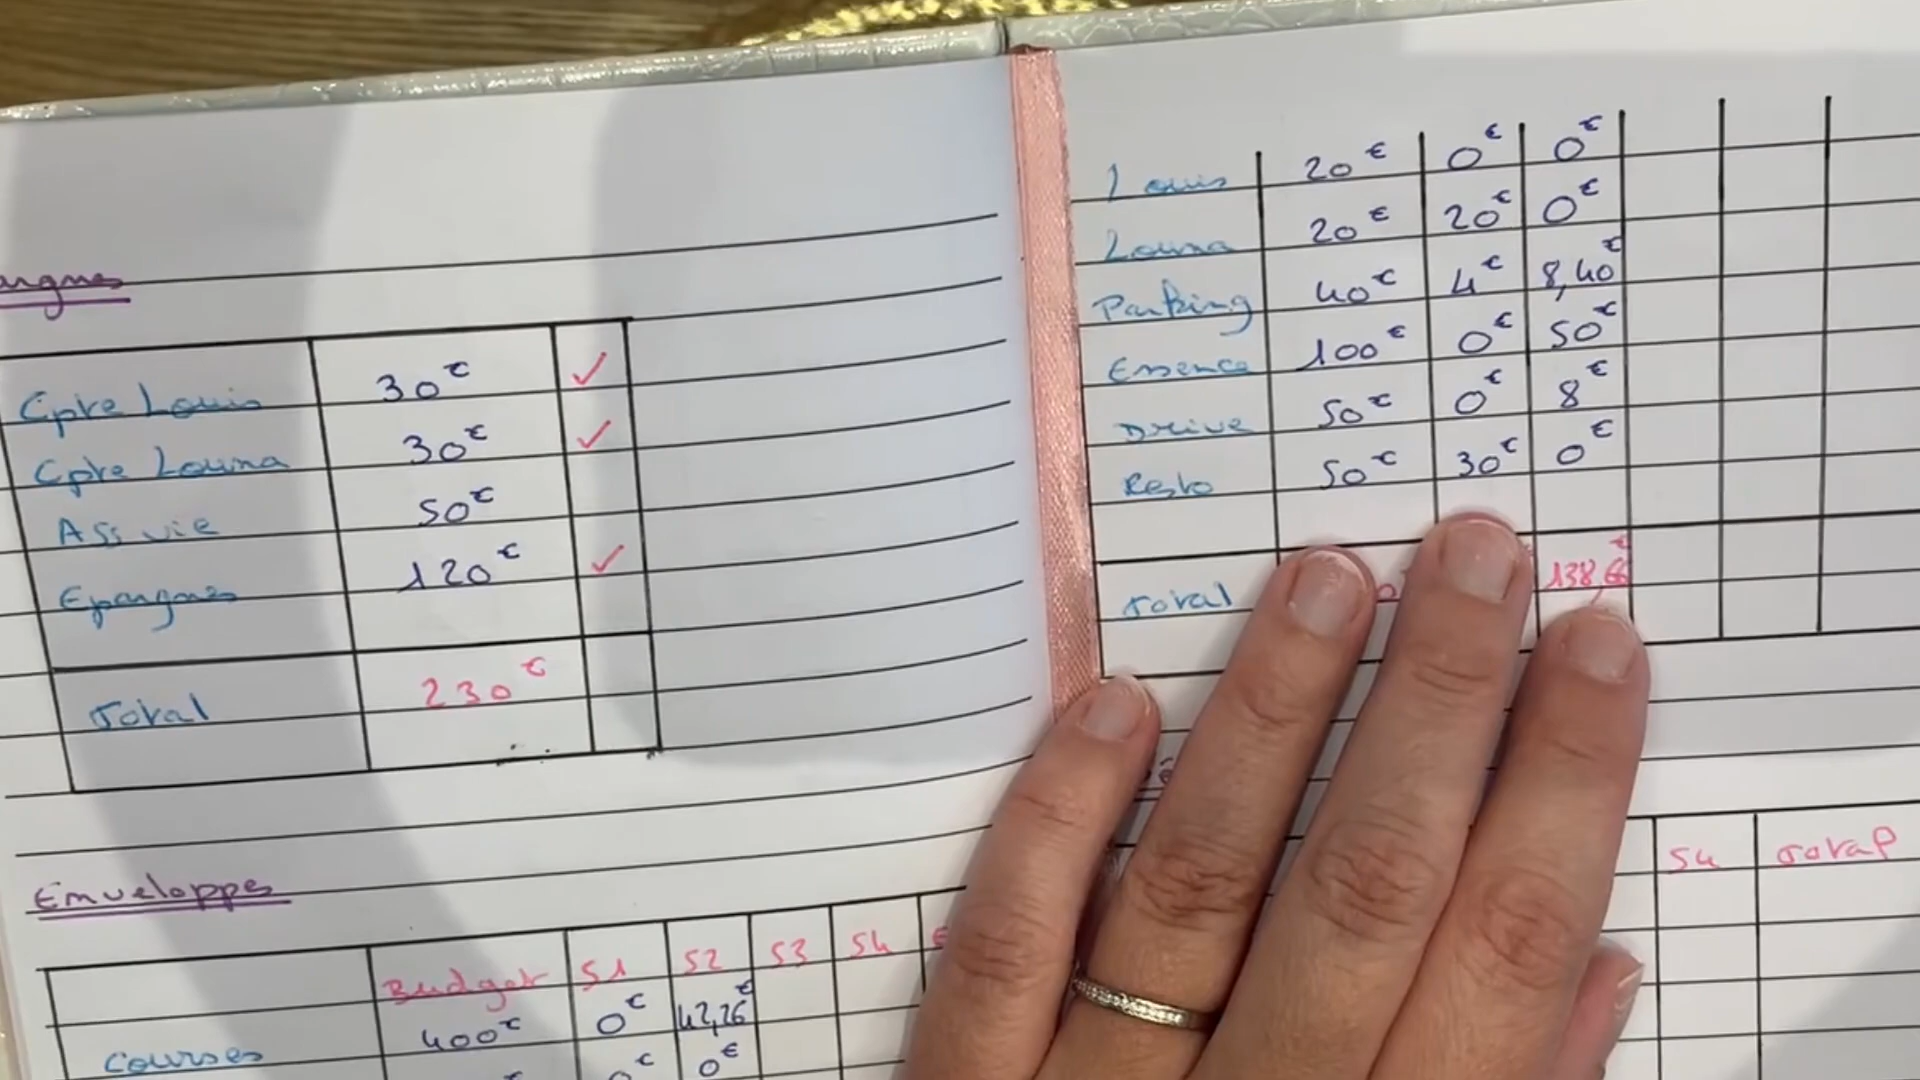 Cpte Louis 30€ ✓
Cpte Louna 30€ ✓
Ass vie 50€
Epargnes 120€ ✓
Total 230€
Enveloppes
Budget S1 S2 S3 S4
Courses 400€ 0€ 42,26€
0€
Louis 20€ 0€ 0€
Louna 20€ 20€ 0€
Parking 40€ 4€ 8,40€
Essence 100€ 0€ 50€
Drive 50€ 0€ 8€
Resto 50€ 30€ 0€
Total 138,66€
S4 Total